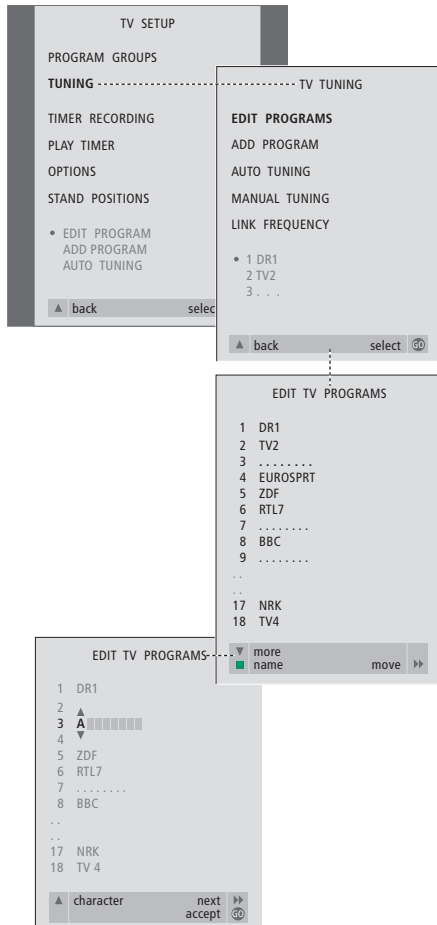 TV SETUP
PROGRAM GROUPS
TUNING
TIMER RECORDING
PLAY TIMER
OPTIONS
STAND POSITIONS
• EDIT PROGRAM
ADD PROGRAM
AUTO TUNING
▲ back selec
TV TUNING
EDIT PROGRAMS
ADD PROGRAM
AUTO TUNING
MANUAL TUNING
LINK FREQUENCY
• 1 DR1
2 TV2
3 . . .
▲ back select GO
EDIT TV PROGRAMS
1 DR1
2 TV2
3 ........
4 EUROSPRT
5 ZDF
6 RTL7
7 ........
8 BBC
9 ........
..
..
17 NRK
18 TV4
▼ more
name move ▶▶
EDIT TV PROGRAMS
1 DR1
2
3 A
4
5 ZDF
6 RTL7
7 ........
8 BBC
..
..
17 NRK
18 TV 4
▲ character next ▶▶
accept GO